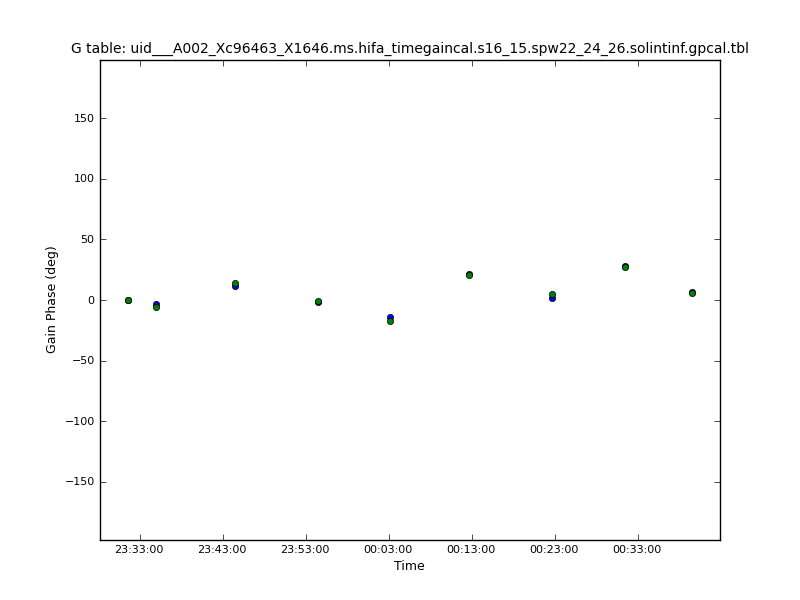 G table: uid___A002_Xc96463_X1646.ms.hifa_timegaincal.s16_15.spw22_24_26.solintinf.gpcal.tbl
150
100
50
0
−50
−100
−150
Gain Phase (deg)
23:33:00 23:43:00 23:53:00 00:03:00 00:13:00 00:23:00 00:33:00
Time